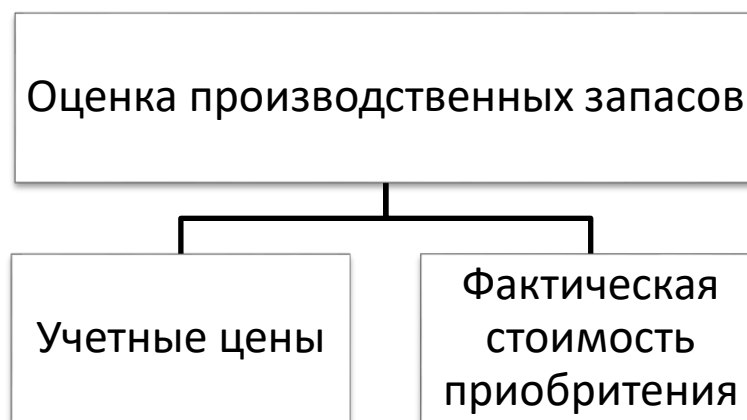 Оценка производственных запасов
Учетные цены
Фактическая
стоимость
приобритения